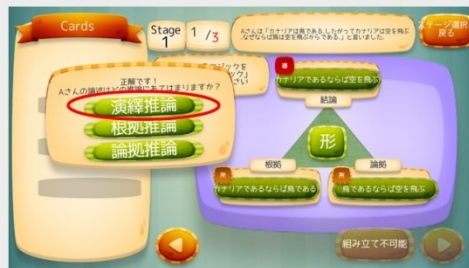 Cards
Stage
1
1 /3
Aさんは「カナリアは鳥である.したがってカナリアは空を飛ぶ
.なぜならば鳥は空を飛ぶからである.」と言いました.
ステージ選択
戻る
正解です!
Aさんの論述はどの推論にあてはまりますか?
演繹推論
根拠推論
論拠推論
カナリアであるならば空を飛ぶ
結論
形
根拠
論拠
カナリアであるならば鳥である
鳥であるならば空を飛ぶ
組み立て不可能